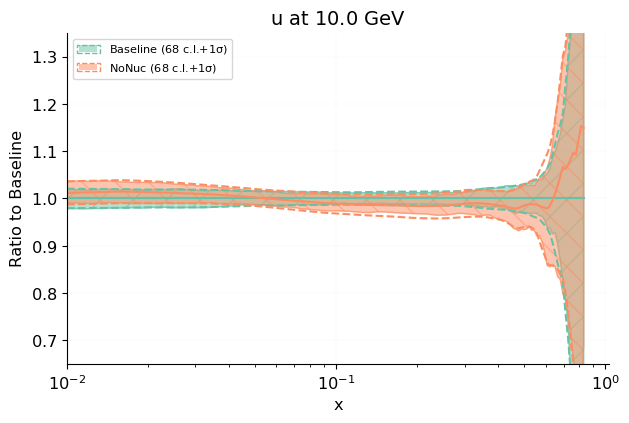 u at 10.0 GeV
Baseline (68 c.l.+1σ)
NoNuc (68 c.l.+1σ)
Ratio to Baseline
1.3
1.2
1.1
1.0
0.9
0.8
0.7
10⁻²
10⁻¹
10⁰
x